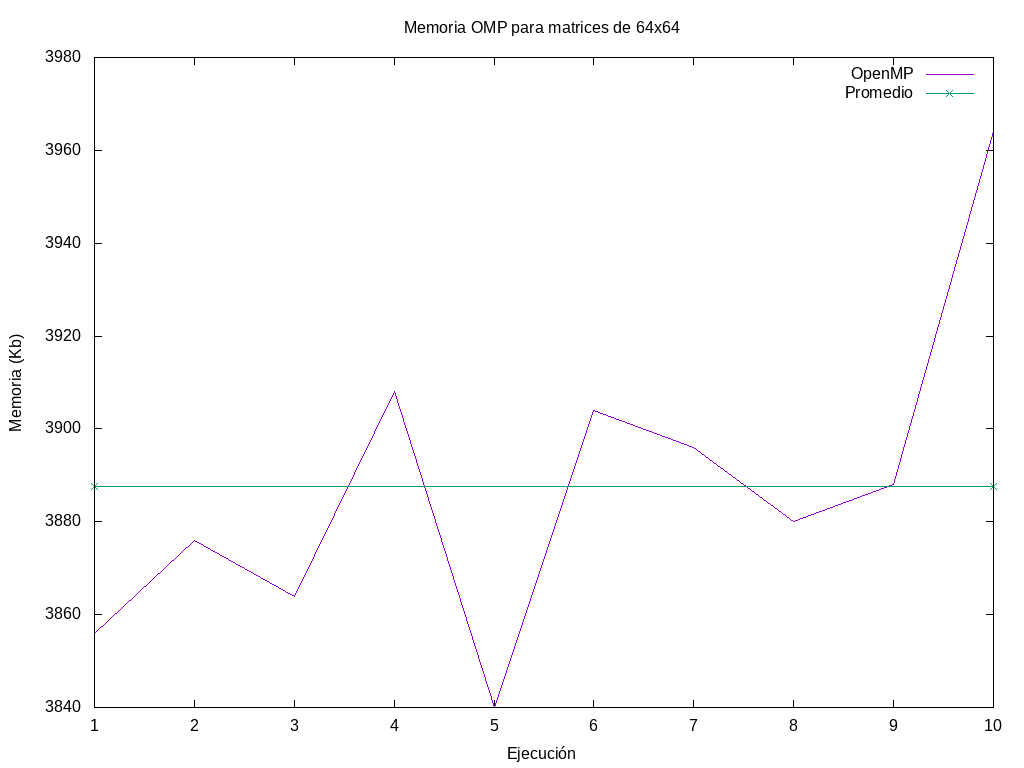 Memoria OMP para matrices de 64x64
3980
3960
3940
3920
3900
3880
3860
3840
Memoria (Kb)
OpenMP
Promedio
1 2 3 4 5 6 7 8 9 10
Ejecución